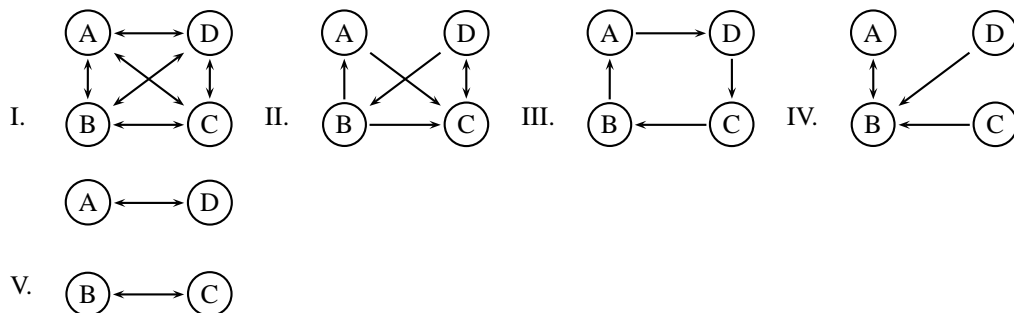 A D A D A D A D
I. B C II. B C III. B C IV. B C
A D
V. B C